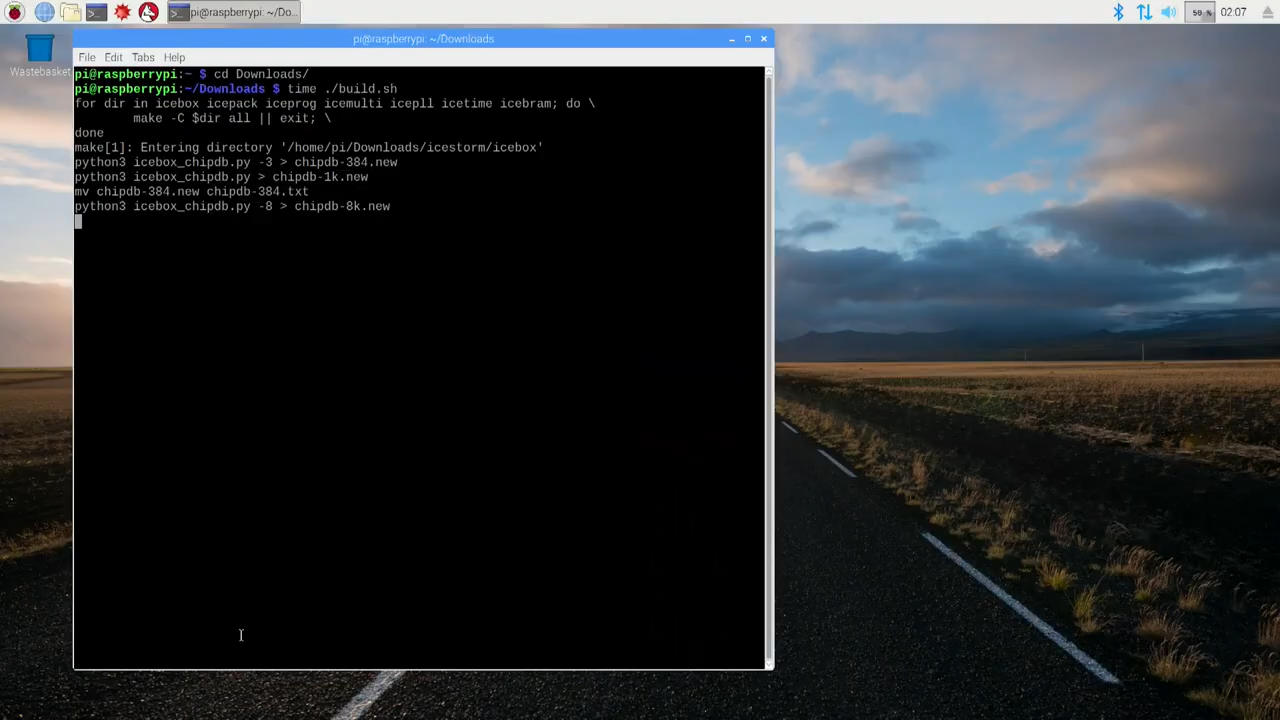 pi@raspberrypi: ~/Do...
50 %
02:07
Wastebasket
pi@raspberrypi: ~/Downloads
File Edit Tabs Help
pi@raspberrypi:~ $ cd Downloads/
pi@raspberrypi:~/Downloads $ time ./build.sh
for dir in icebox icepack iceprog icemulti icepll icetime icebram; do \
        make -C $dir all || exit; \
done
make[1]: Entering directory '/home/pi/Downloads/icestorm/icebox'
python3 icebox_chipdb.py -3 > chipdb-384.new
python3 icebox_chipdb.py > chipdb-1k.new
mv chipdb-384.new chipdb-384.txt
python3 icebox_chipdb.py -8 > chipdb-8k.new